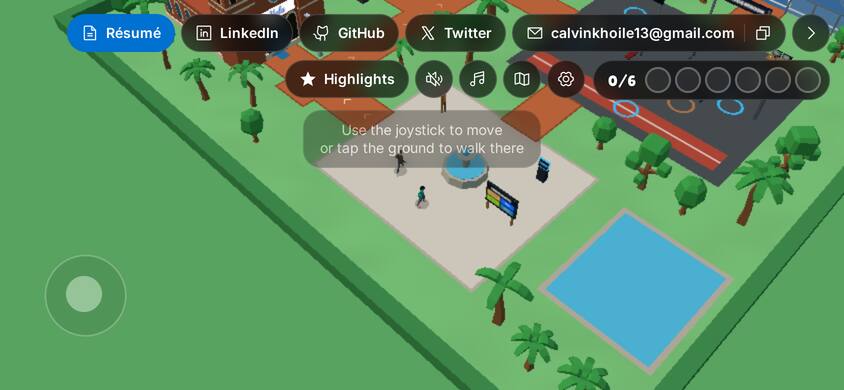 Résumé
LinkedIn
GitHub
Twitter
calvinkhoile13@gmail.com
Highlights
0/6
Use the joystick to move
or tap the ground to walk there